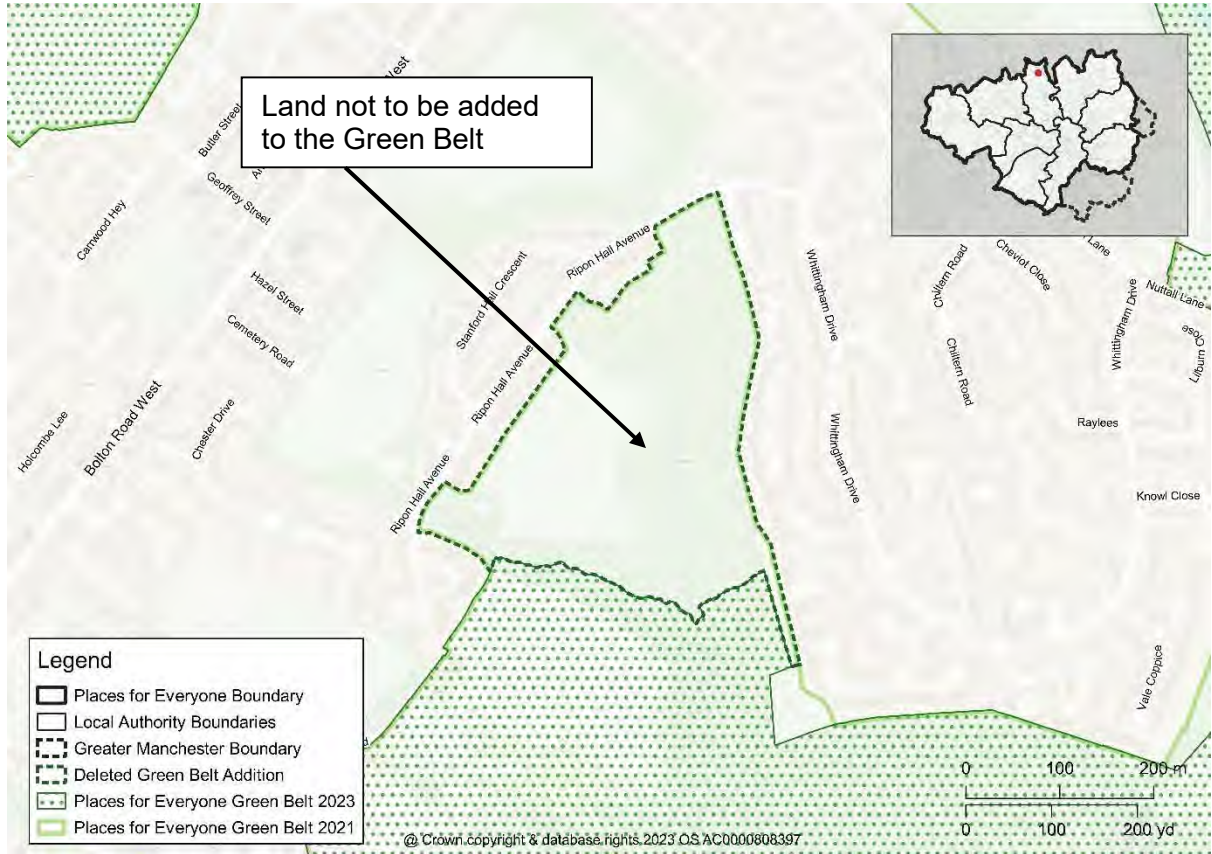 Land not to be added
to the Green Belt
West
Butler Street
Geoffrey Street
Carrwood Hey
Hazel Street
Cemetery Road
Chester Drive
Bolton Road West
Holcombe Lee
Stanford Hall Crescent
Ripon Hall Avenue
Ripon Hall Avenue
Ripon Hall Avenue
Whittingham Drive
Whittingham Drive
Chiltern Road
Chiltern Road
Cheviot Close
Lane
Nuttall Lane
Whittingham Drive
Lilburn Close
Raylees
Knowl Close
Vale Coppice
Legend
Places for Everyone Boundary
Local Authority Boundaries
Greater Manchester Boundary
Deleted Green Belt Addition
Places for Everyone Green Belt 2023
Places for Everyone Green Belt 2021
0 100 200 m
0 100 200 yd
@ Crown copyright & database rights 2023 OS AC0000808397